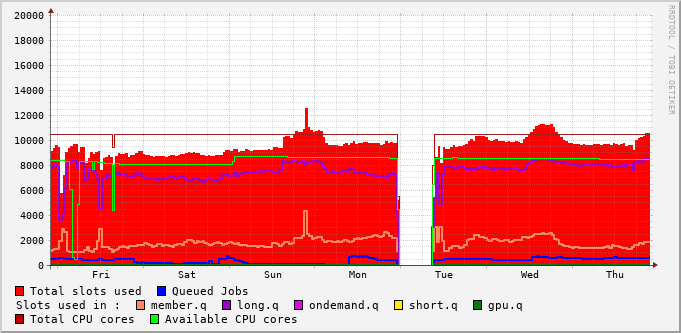 RRDTOOL / TOBI OETIKER
20000
18000
16000
14000
12000
10000
8000
6000
4000
2000
0
Fri Sat Sun Mon Tue Wed Thu
Total slots used Queued Jobs
Slots used in : member.q long.q ondemand.q short.q gpu.q
Total CPU cores Available CPU cores